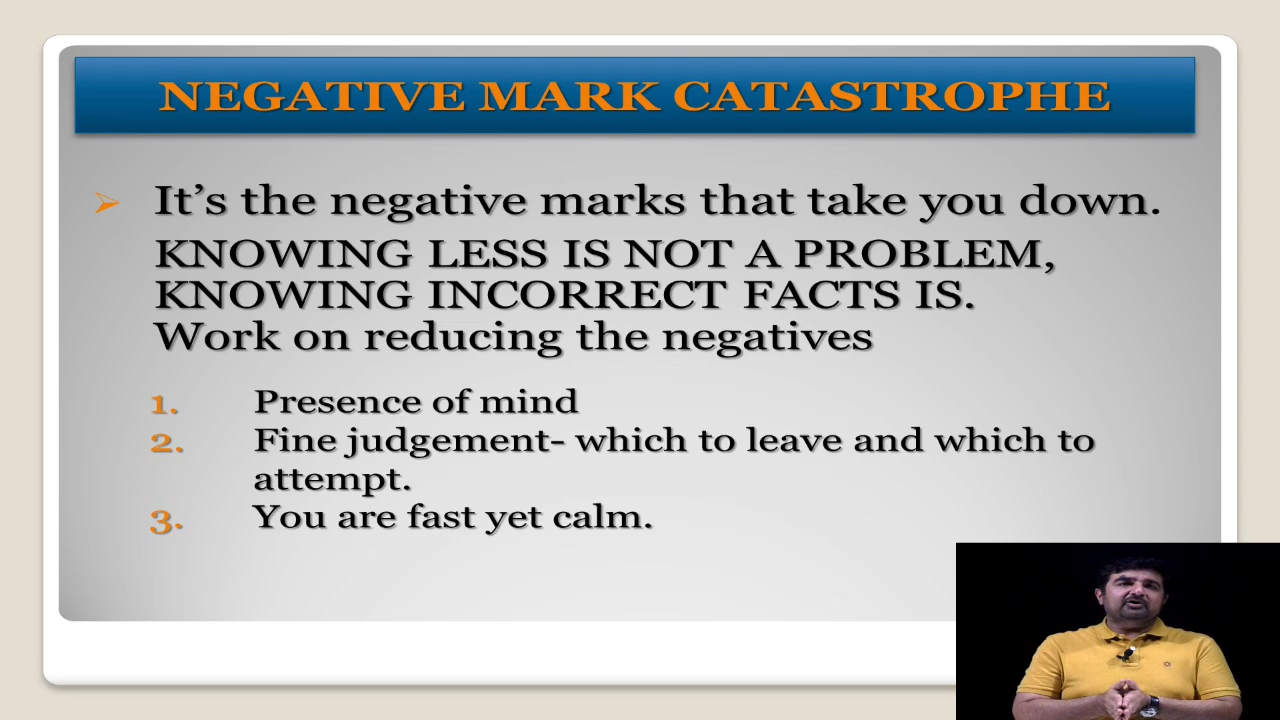 NEGATIVE MARK CATASTROPHE
It’s the negative marks that take you down.
KNOWING LESS IS NOT A PROBLEM,
KNOWING INCORRECT FACTS IS.
Work on reducing the negatives
1. Presence of mind
2. Fine judgement- which to leave and which to
attempt.
3. You are fast yet calm.